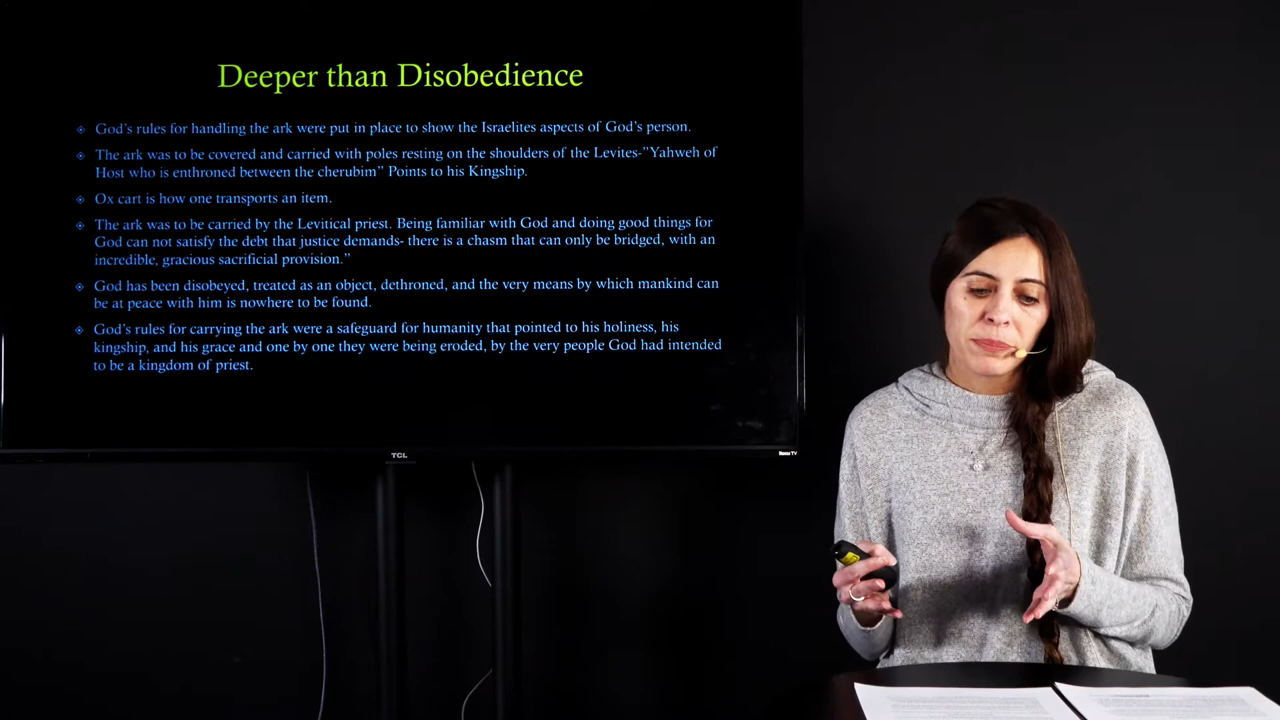 Deeper than Disobedience
God's rules for handling the ark were put in place to show the Israelites aspects of God's person.
The ark was to be covered and carried with poles resting on the shoulders of the Levites-"Yahweh of
Host who is enthroned between the cherubim" Points to his Kingship.
Ox cart is how one transports an item.
The ark was to be carried by the Levitical priest. Being familiar with God and doing good things for
God can not satisfy the debt that justice demands- there is a chasm that can only be bridged, with an
incredible, gracious sacrificial provision."
God has been disobeyed, treated as an object, dethroned, and the very means by which mankind can
be at peace with him is nowhere to be found.
God's rules for carrying the ark were a safeguard for humanity that pointed to his holiness, his
kingship, and his grace and one by one they were being eroded, by the very people God had intended
to be a kingdom of priest.
TCL
Roku TV